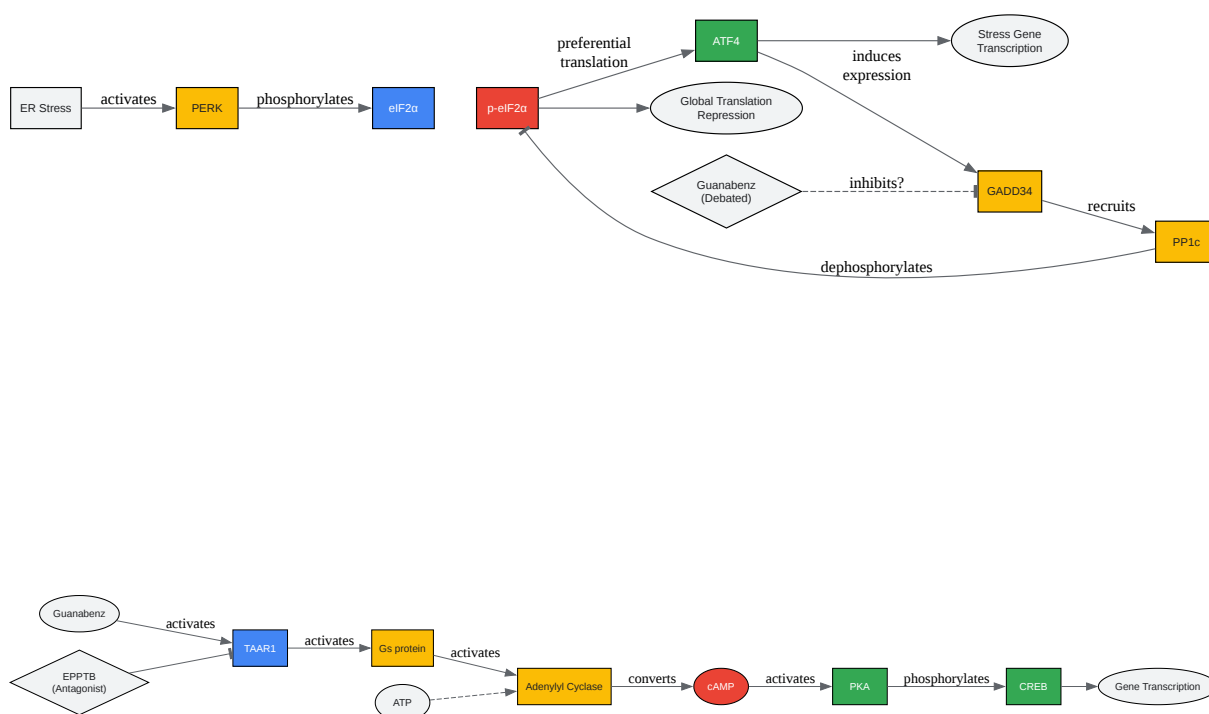 Stress Gene
Transcription
ATF4
preferential
translation
induces
expression
ER Stress
activates
PERK
phosphorylates
eIF2α
p-eIF2α
Global Translation
Repression
Guanabenz
(Debated)
inhibits?
GADD34
recruits
PP1c
dephosphorylates
Guanabenz
activates
EPPTB
(Antagonist)
TAAR1
activates
Gs protein
activates
ATP
Adenylyl Cyclase
converts
cAMP
activates
PKA
phosphorylates
CREB
Gene Transcription